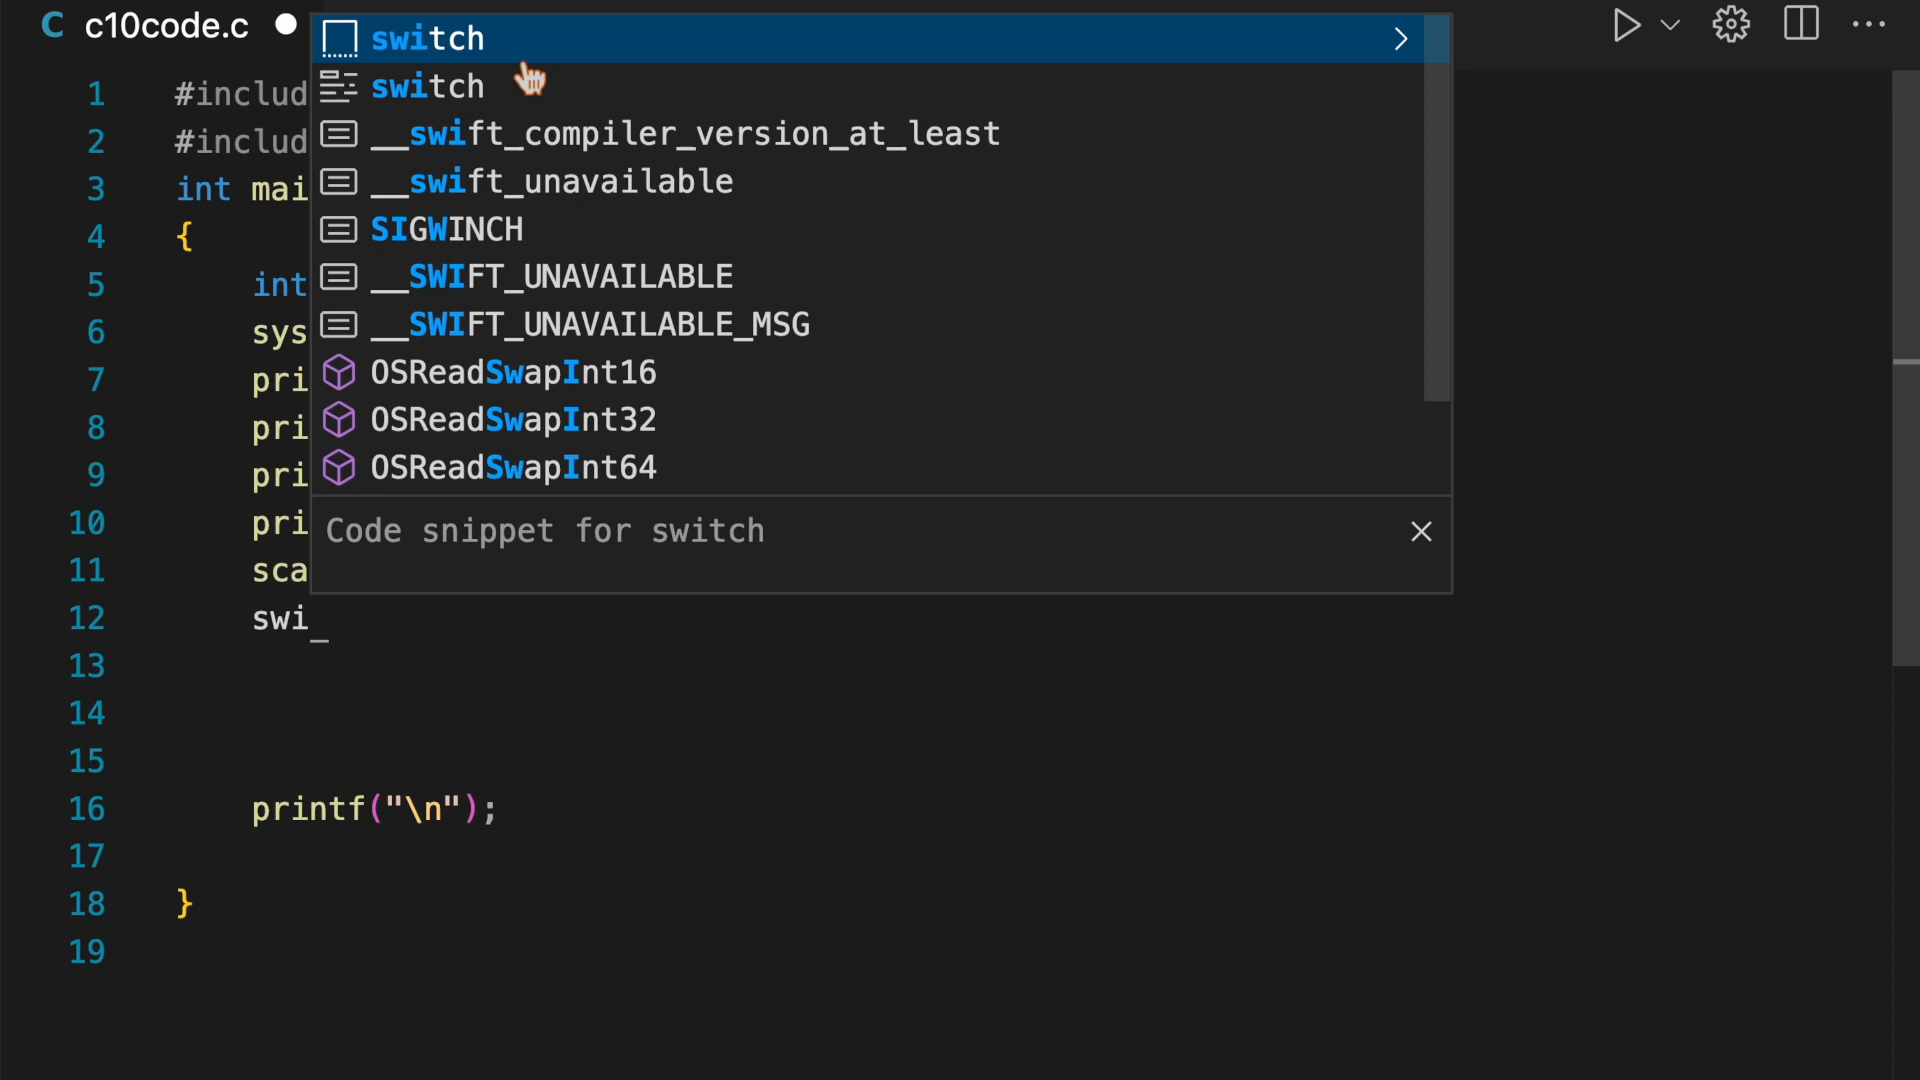 C c10code.c
switch
switch
__swift_compiler_version_at_least
__swift_unavailable
SIGWINCH
__SWIFT_UNAVAILABLE
__SWIFT_UNAVAILABLE_MSG
OSReadSwapInt16
OSReadSwapInt32
OSReadSwapInt64
Code snippet for switch
1 #includ
2 #includ
3 int mai
4 {
5 int
6 sys
7 pri
8 pri
9 pri
10 pri
11 sca
12 swi_
13
14
15
16 printf("\n");
17
18 }
19